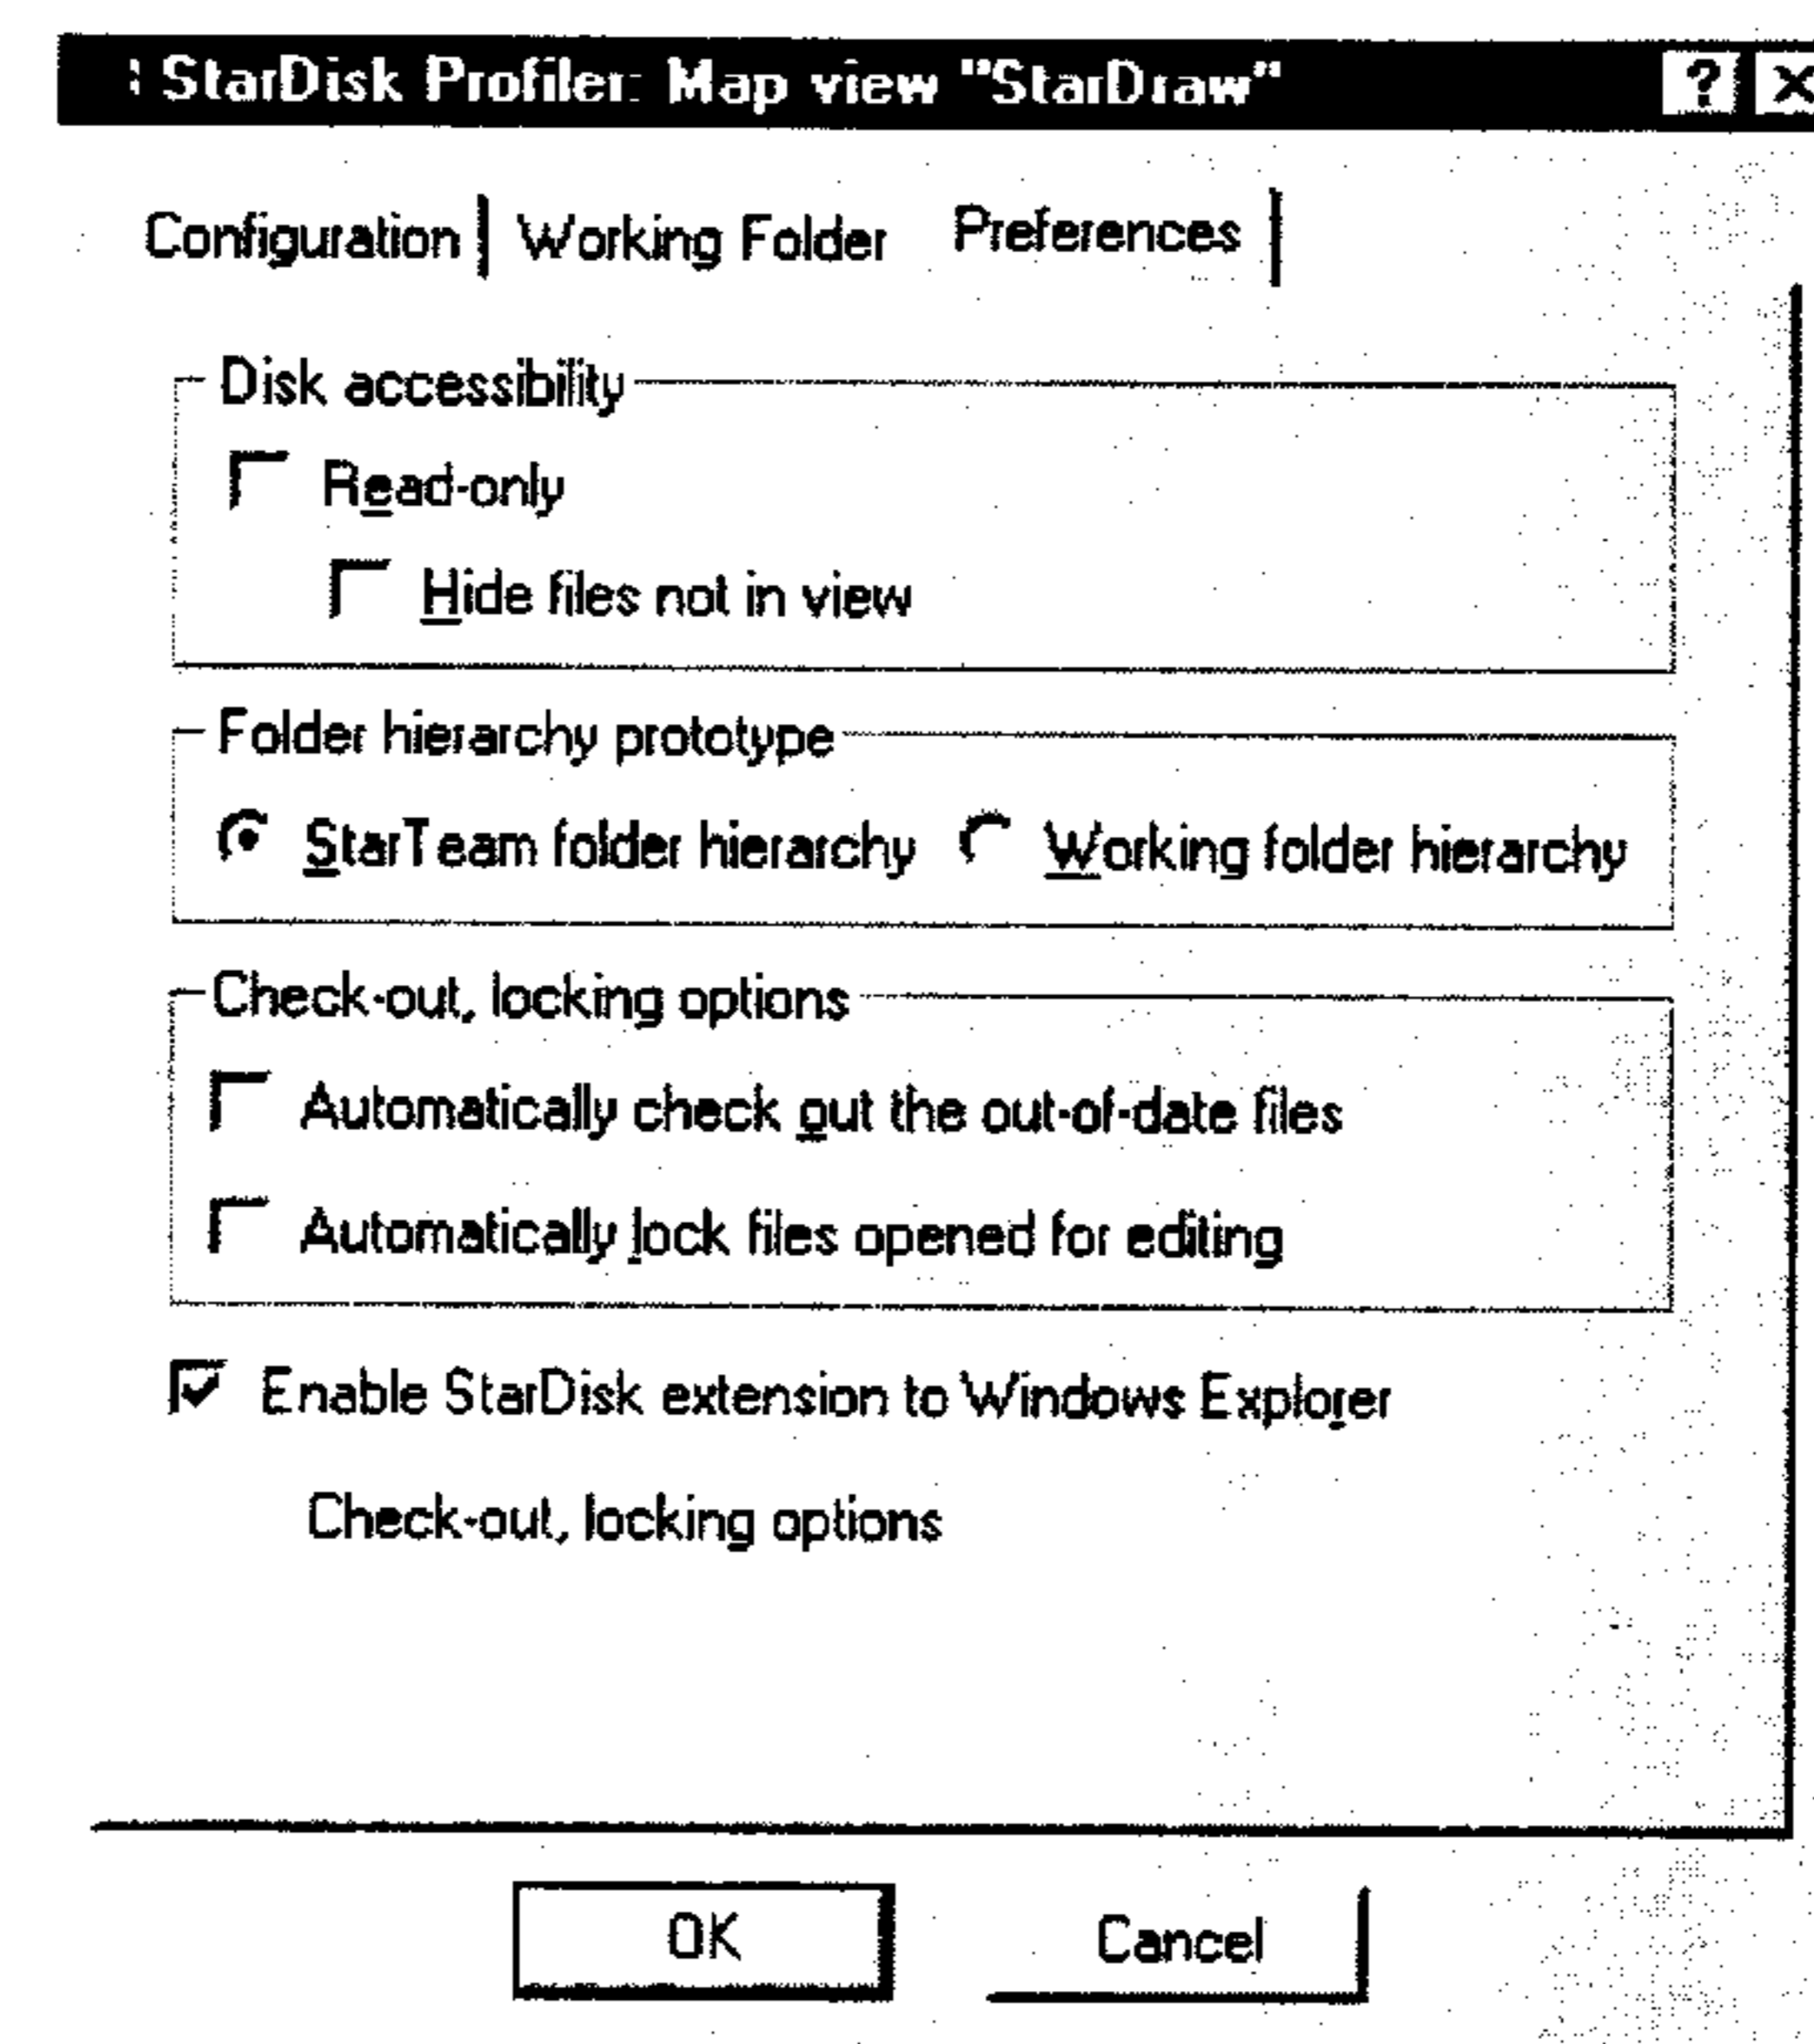 StarDisk Profiler: Map view "StarDraw" ? X
Configuration Working Folder Preferences
Disk accessibility
Read-only
Hide files not in view
Folder hierarchy prototype
StarTeam folder hierarchy Working folder hierarchy
Check-out, locking options
Automatically check out the out-of-date files
Automatically lock files opened for editing
Enable StarDisk extension to Windows Explorer
Check-out, locking options
OK Cancel